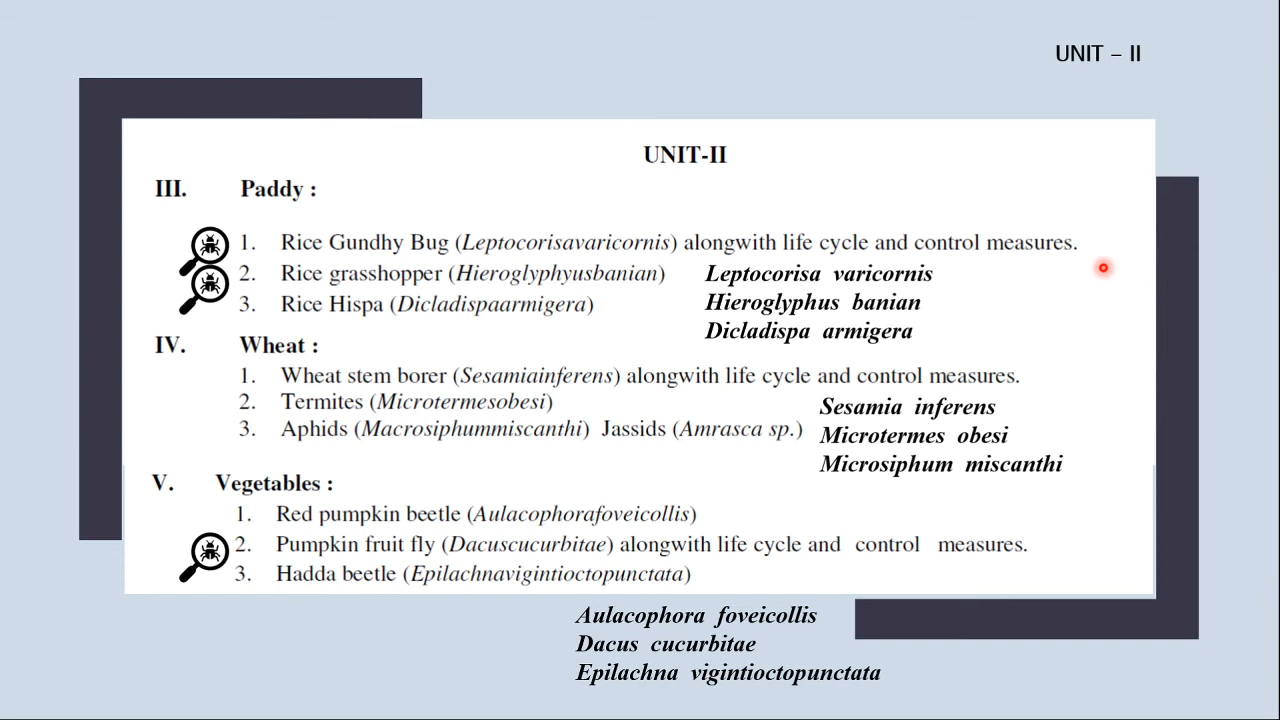 UNIT – II
UNIT-II
III. Paddy :
1. Rice Gundhy Bug (Leptocorisavaricornis) alongwith life cycle and control measures.
2. Rice grasshopper (Hieroglyphyusbanian)
3. Rice Hispa (Dicladispaarmigera)
Leptocorisa varicornis
Hieroglyphus banian
Dicladispa armigera
IV. Wheat :
1. Wheat stem borer (Sesamiainferens) alongwith life cycle and control measures.
2. Termites (Microtermesobesi)
3. Aphids (Macrosiphummiscanthi) Jassids (Amrasca sp.)
Sesamia inferens
Microtermes obesi
Microsiphum miscanthi
V. Vegetables :
1. Red pumpkin beetle (Aulacophorafoveicollis)
2. Pumpkin fruit fly (Dacuscucurbitae) alongwith life cycle and control measures.
3. Hadda beetle (Epilachnavigintioctopunctata)
Aulacophora foveicollis
Dacus cucurbitae
Epilachna vigintioctopunctata